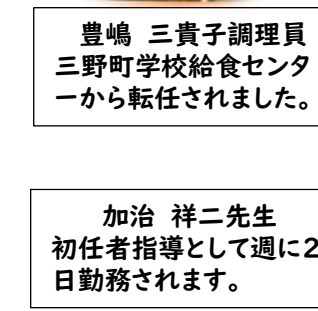 豊嶋 三貴子調理員
三野町学校給食センタ
ーから転任されました。
加治 祥二先生
初任者指導として週に2
日勤務されます。